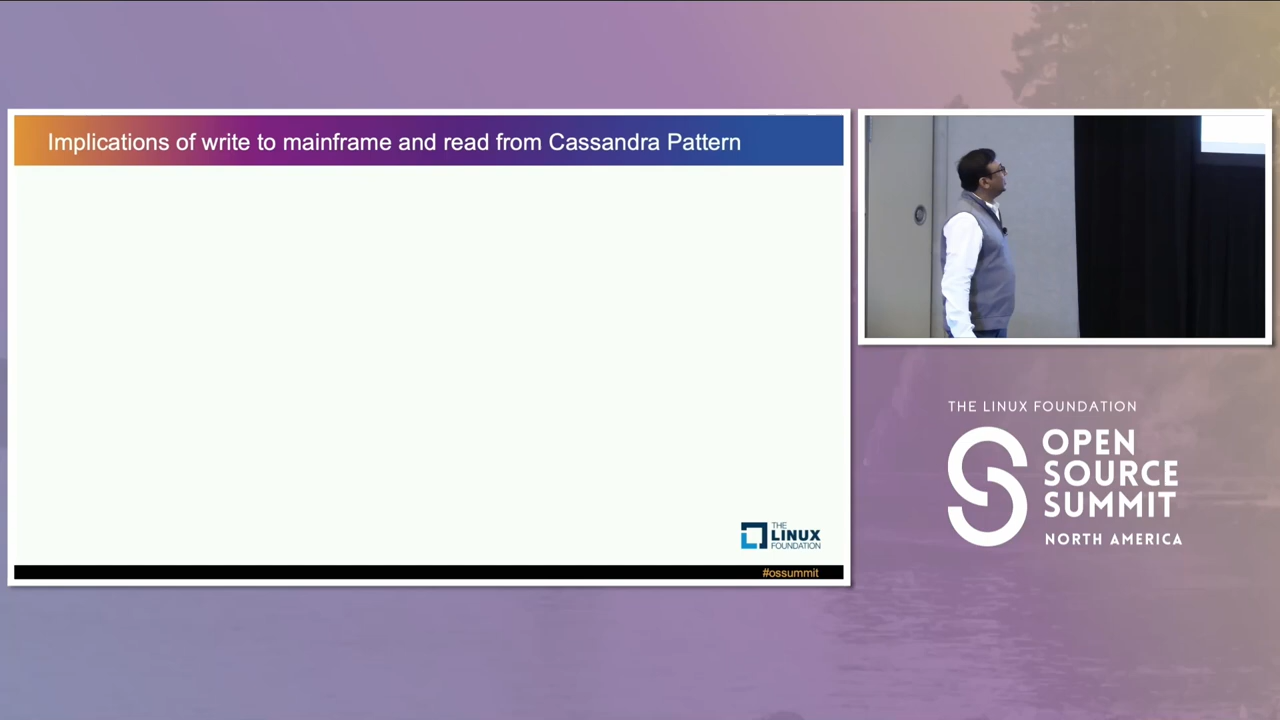 Implications of write to mainframe and read from Cassandra Pattern
THE
LINUX
FOUNDATION
#ossummit
THE LINUX FOUNDATION
OPEN
SOURCE
SUMMIT
NORTH AMERICA